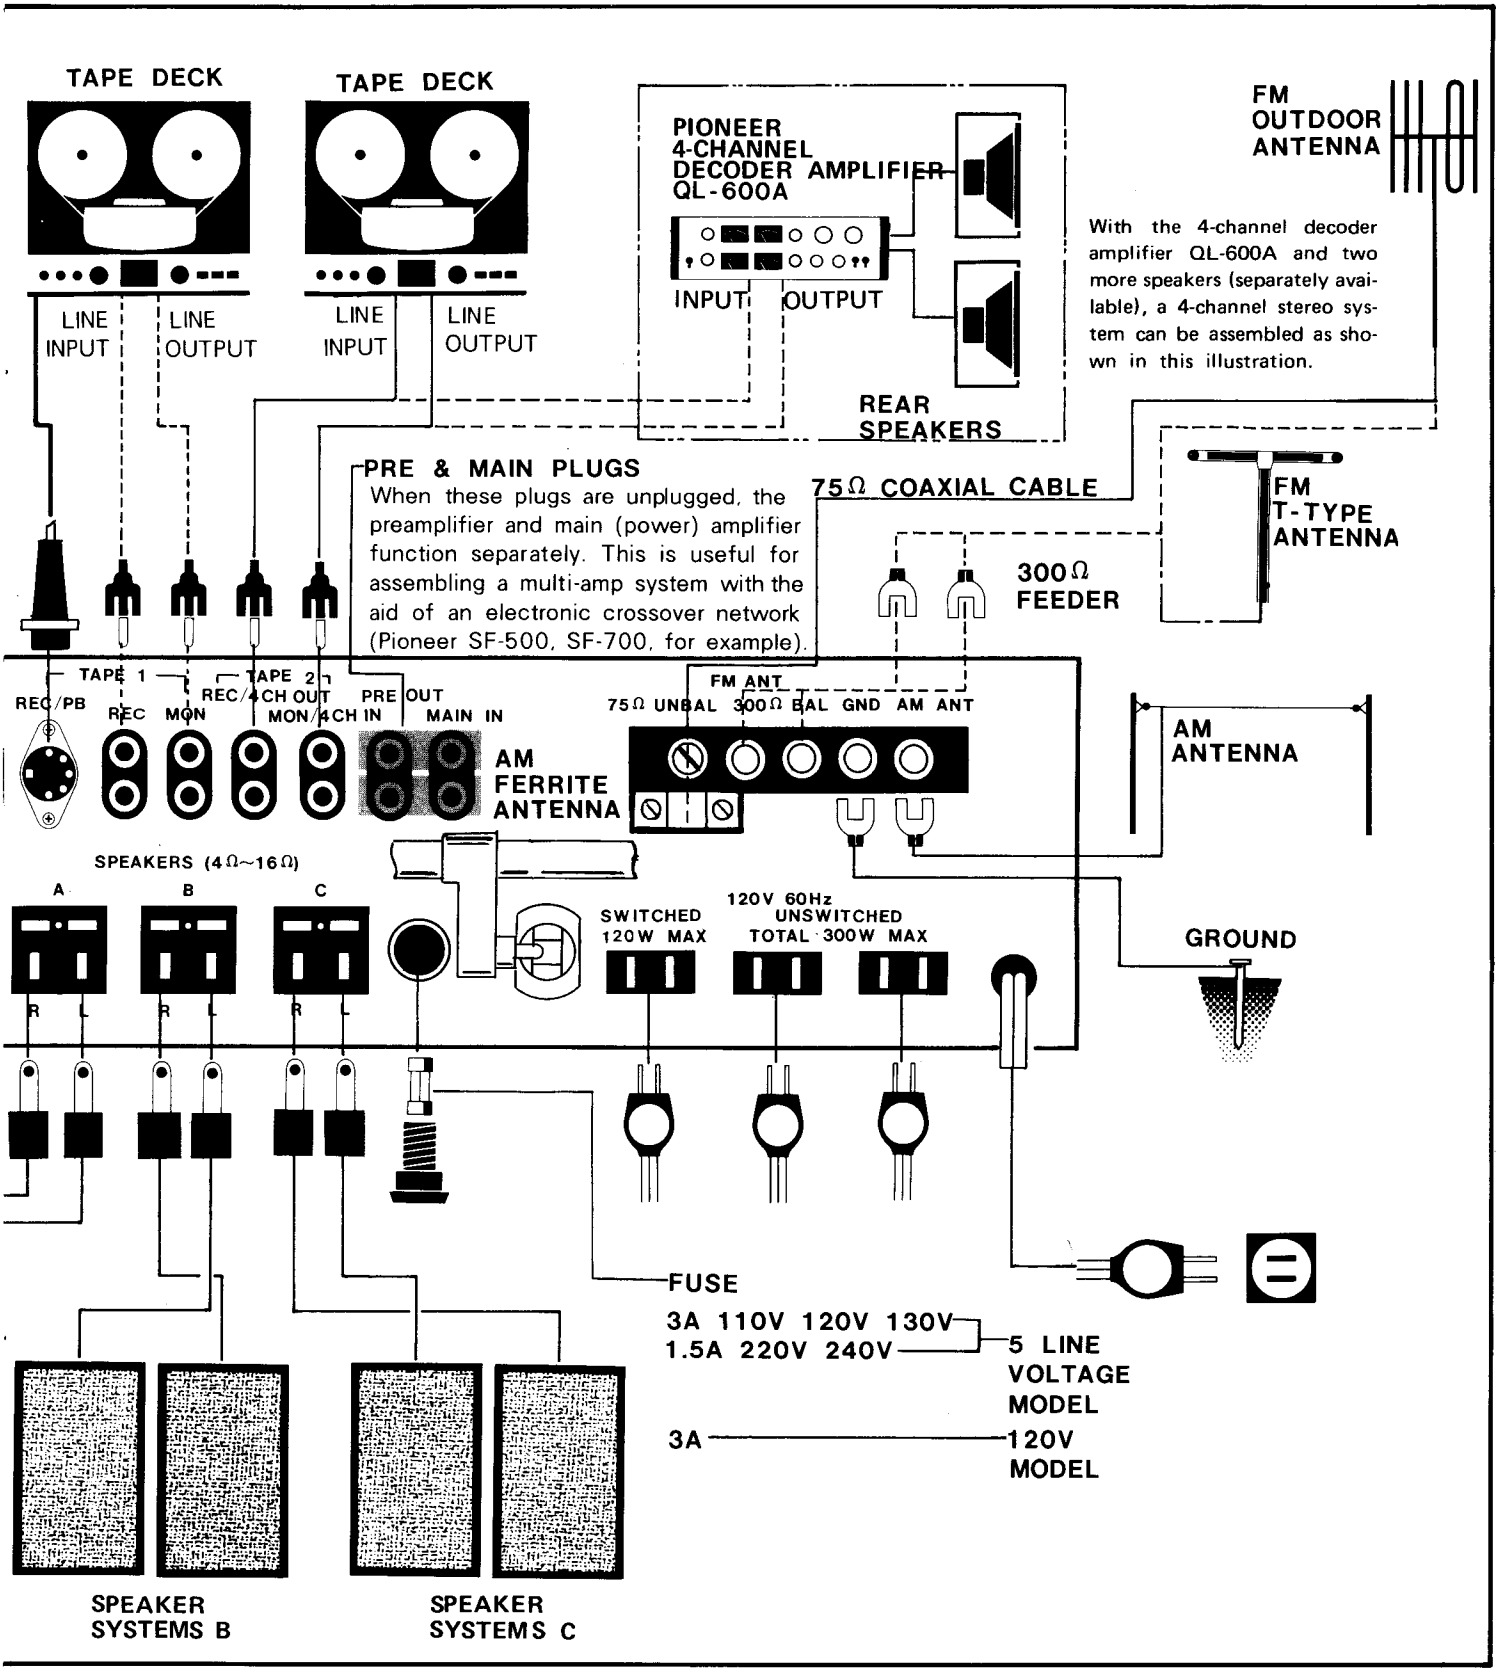 TAPE DECK
TAPE DECK
PIONEER
4-CHANNEL
DECODER AMPLIFIER
QL-600A
FM
OUTDOOR
ANTENNA
With the 4-channel decoder
amplifier QL-600A and two
more speakers (separately avai-
lable), a 4-channel stereo sys-
tem can be assembled as sho-
wn in this illustration.
INPUT
OUTPUT
LINE
INPUT
LINE
OUTPUT
LINE
INPUT
LINE
OUTPUT
REAR
SPEAKERS
PRE & MAIN PLUGS
When these plugs are unplugged, the
preamplifier and main (power) amplifier
function separately. This is useful for
assembling a multi-amp system with the
aid of an electronic crossover network
(Pioneer SF-500, SF-700, for example).
75Ω COAXIAL CABLE
FM
T-TYPE
ANTENNA
300Ω
FEEDER
TAPE 1
TAPE 2
REC/PB
REC
MON
REC/4CH OUT
MON/4CH IN
PRE OUT
MAIN IN
FM ANT
75Ω UNBAL 300Ω BAL GND AM ANT
AM
ANTENNA
AM
FERRITE
ANTENNA
SPEAKERS (4Ω~16Ω)
A
B
C
R
L
R
L
R
L
120V 60Hz
SWITCHED
120W MAX
UNSWITCHED
TOTAL 300W MAX
GROUND
FUSE
3A 110V 120V 130V
1.5A 220V 240V
5 LINE
VOLTAGE
MODEL
3A
120V
MODEL
SPEAKER
SYSTEMS B
SPEAKER
SYSTEMS C